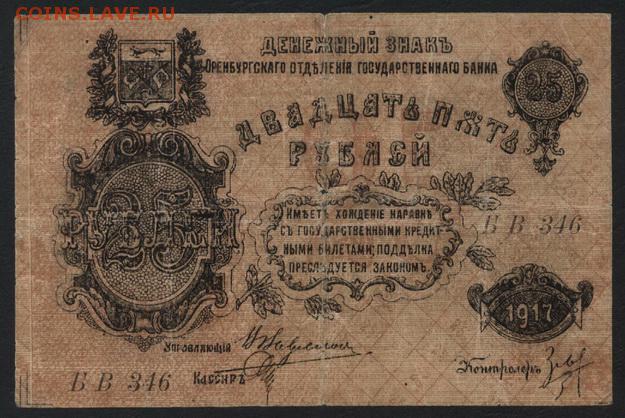 COINS.LAVE.RU
ДЕНЕЖНЫЙ ЗНАКЪ
ОРЕНБУРГСКАГО ОТДѢЛЕНІЯ ГОСУДАРСТВЕННАГО БАНКА
25
ДВАДЦАТЬ ПЯТЬ
РУБЛЕЙ
25
ИМѢЕТЪ ХОЖДЕНІЕ НАРАВНѢ
СЪ ГОСУДАРСТВЕННЫМИ КРЕДИТ-
НЫМИ БИЛЕТАМИ; ПОДДѢЛКА
ПРЕСЛѢДУЕТСЯ ЗАКОНОМЪ.
БВ 346
1917
Управляющій
Контролеръ
БВ 346
Кассиръ